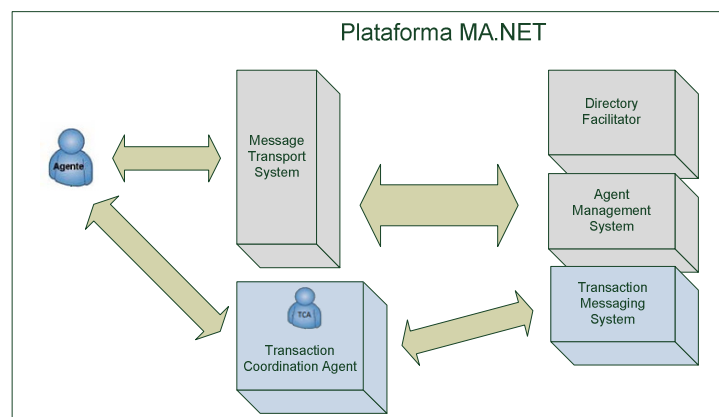 Plataforma MA.NET
Agente
Message
Transport
System
Directory
Facilitator
Agent
Management
System
TCA
Transaction
Coordination Agent
Transaction
Messaging
System